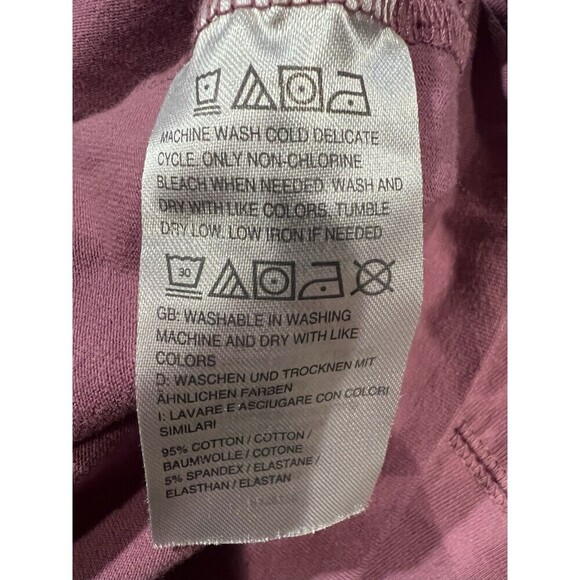 MACHINE WASH COLD DELICATE
CYCLE, ONLY NON-CHLORINE
BLEACH WHEN NEEDED, WASH AND
DRY WITH LIKE COLORS, TUMBLE
DRY LOW, LOW IRON IF NEEDED
30
GB: WASHABLE IN WASHING
MACHINE AND DRY WITH LIKE
COLORS
D: WASCHEN UND TROCKNEN MIT
ÄHNLICHEN FARBEN
I: LAVARE E ASCIUGARE CON COLORI
SIMILARI
95% COTTON / COTTON /
BAUMWOLLE / COTONE
5% SPANDEX / ELASTANE /
ELASTHAN / ELASTAN